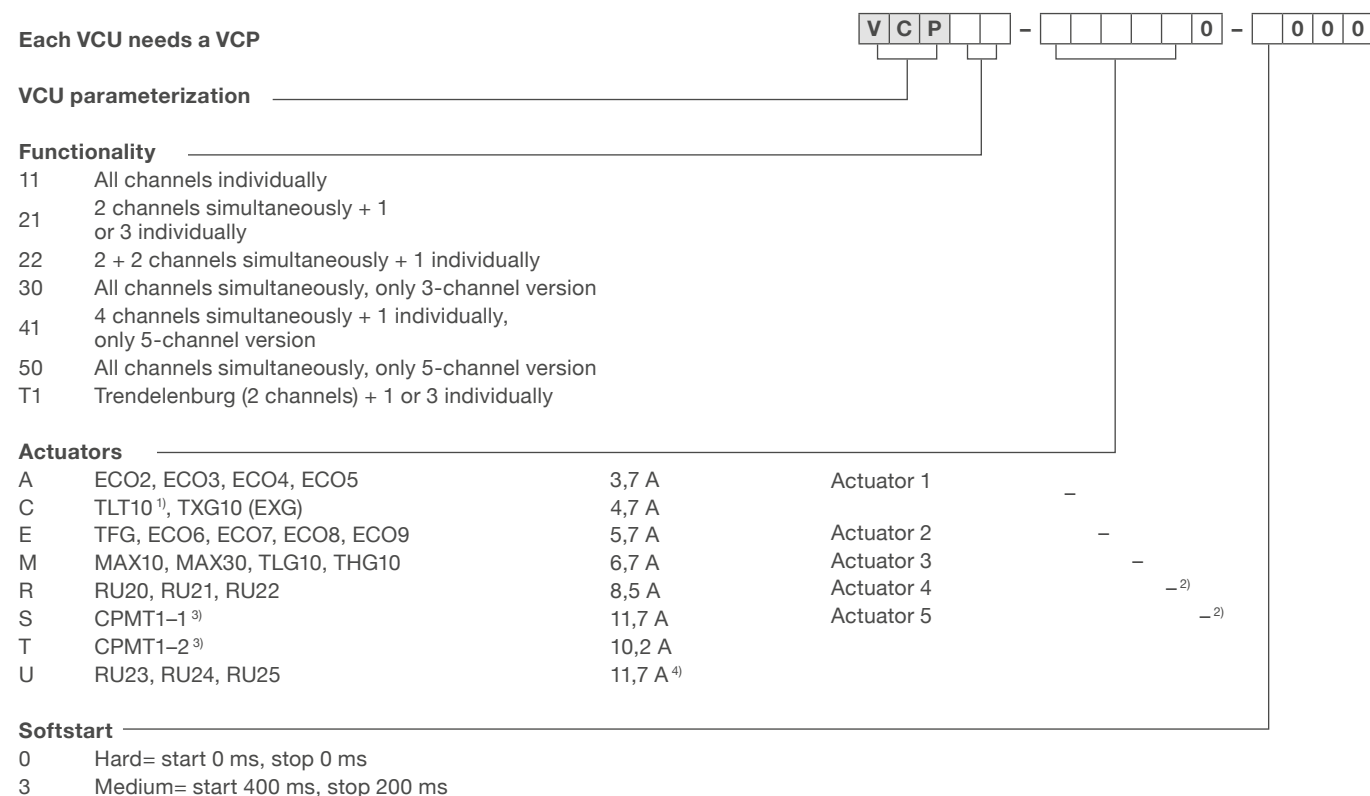 Each VCU needs a VCP
V C P – 0 – 0 0 0
VCU parameterization
Functionality
11 All channels individually
21 2 channels simultaneously + 1
or 3 individually
22 2 + 2 channels simultaneously + 1 individually
30 All channels simultaneously, only 3-channel version
41 4 channels simultaneously + 1 individually,
only 5-channel version
50 All channels simultaneously, only 5-channel version
T1 Trendelenburg (2 channels) + 1 or 3 individually
Actuators
A ECO2, ECO3, ECO4, ECO5 3,7 A Actuator 1 –
C TLT10 1), TXG10 (EXG) 4,7 A
E TFG, ECO6, ECO7, ECO8, ECO9 5,7 A Actuator 2 –
M MAX10, MAX30, TLG10, THG10 6,7 A Actuator 3 –
R RU20, RU21, RU22 8,5 A Actuator 4 – 2)
S CPMT1–1 3) 11,7 A Actuator 5 – 2)
T CPMT1–2 3) 10,2 A
U RU23, RU24, RU25 11,7 A 4)
Softstart
0 Hard= start 0 ms, stop 0 ms
3 Medium= start 400 ms, stop 200 ms